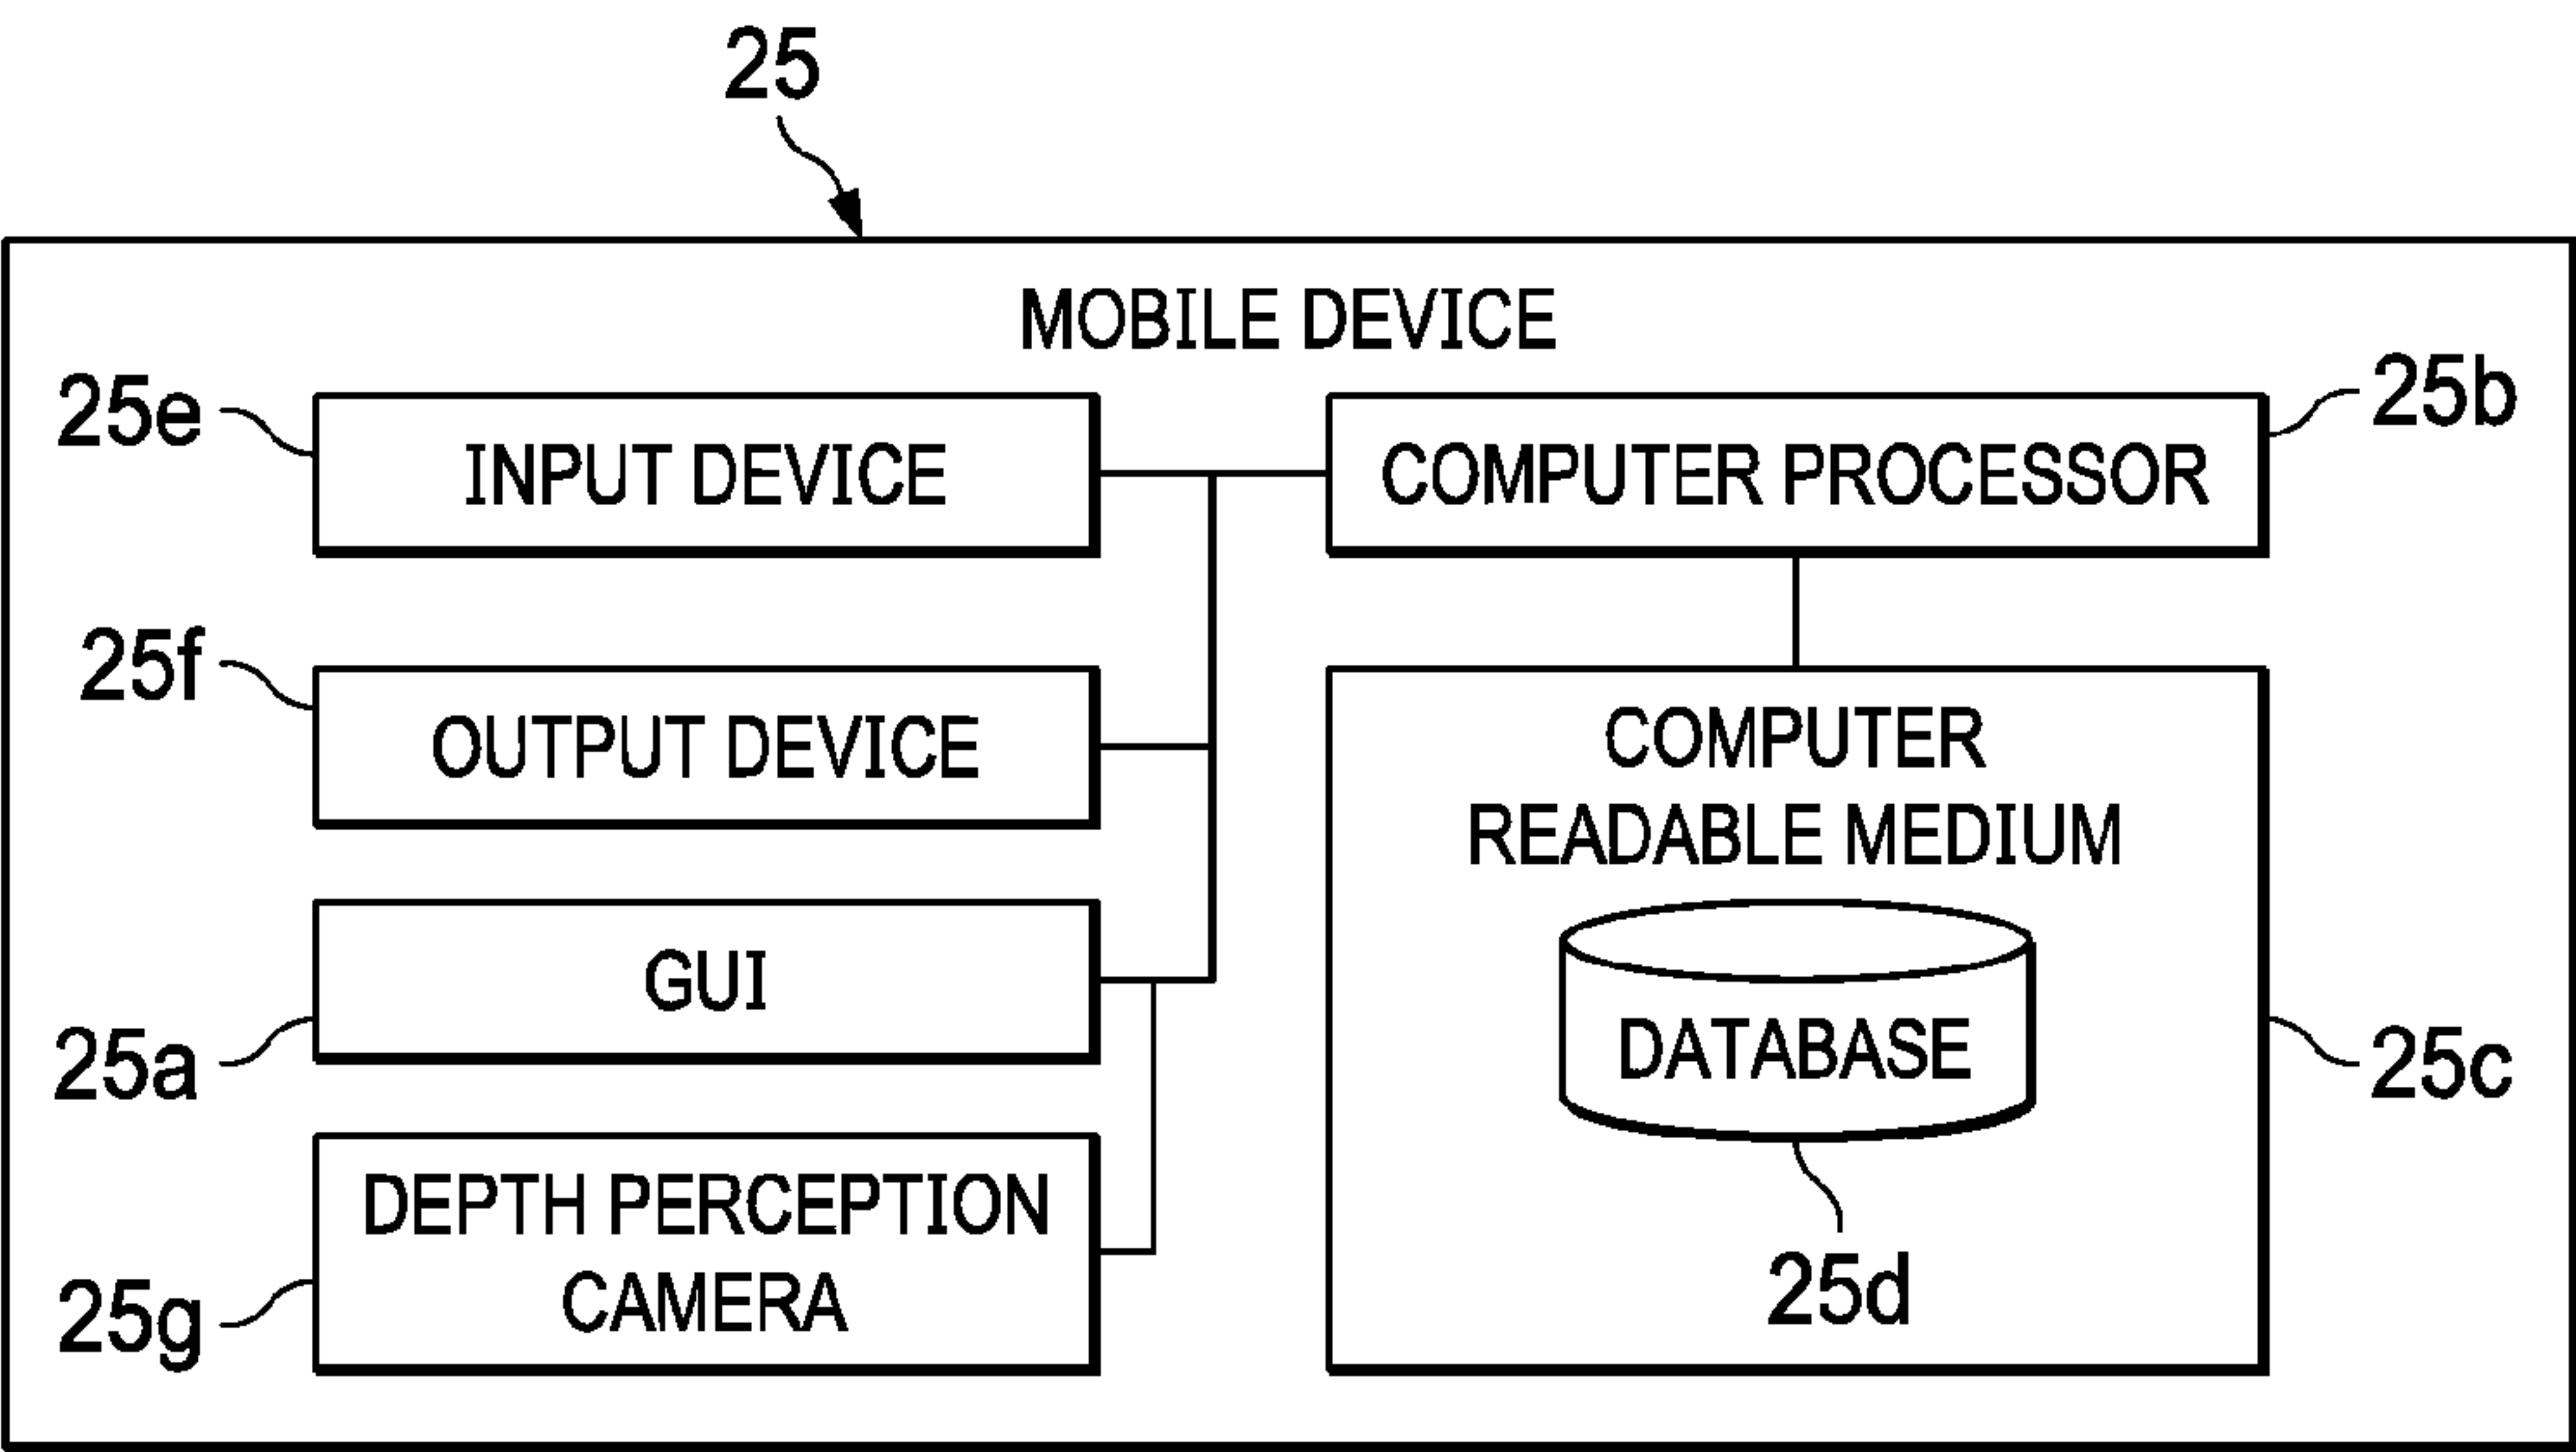 25
MOBILE DEVICE
25e
INPUT DEVICE
COMPUTER PROCESSOR
25b
25f
OUTPUT DEVICE
COMPUTER
READABLE MEDIUM
GUI
25a
DATABASE
25c
DEPTH PERCEPTION
CAMERA
25g
25d